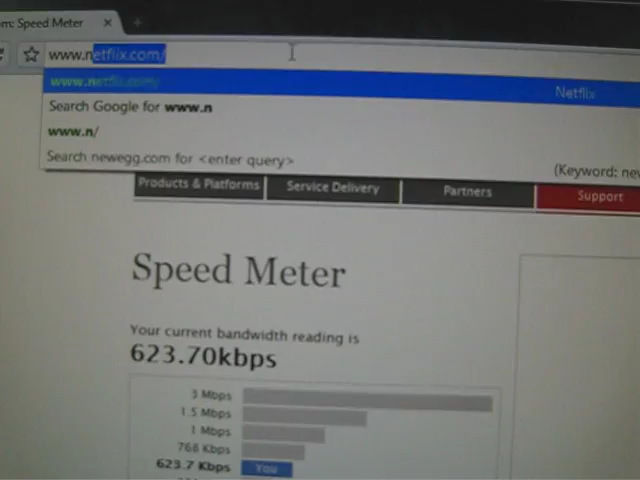 om: Speed Meter
www.netflix.com/
www.netflix.com/ Netflix
Search Google for www.n
www.n/
Search newegg.com for <enter query>
(Keyword: new
Products & Platforms Service Delivery Partners Support
Speed Meter
Your current bandwidth reading is
623.70kbps
3 Mbps
1.5 Mbps
1 Mbps
768 Kbps
623.7 Kbps You